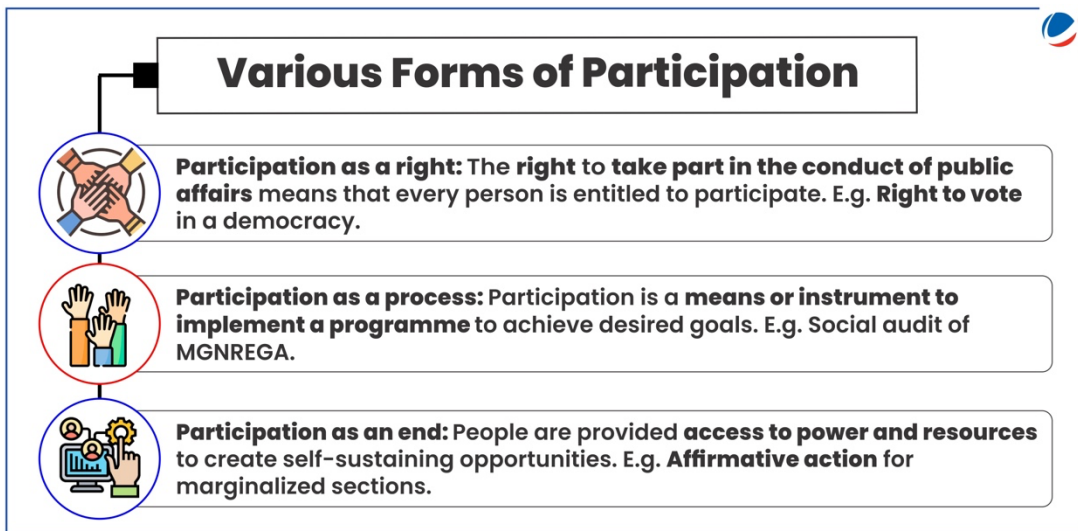 Various Forms of Participation
Participation as a right: The right to take part in the conduct of public
affairs means that every person is entitled to participate. E.g. Right to vote
in a democracy.
Participation as a process: Participation is a means or instrument to
implement a programme to achieve desired goals. E.g. Social audit of
MGNREGA.
Participation as an end: People are provided access to power and resources
to create self-sustaining opportunities. E.g. Affirmative action for
marginalized sections.